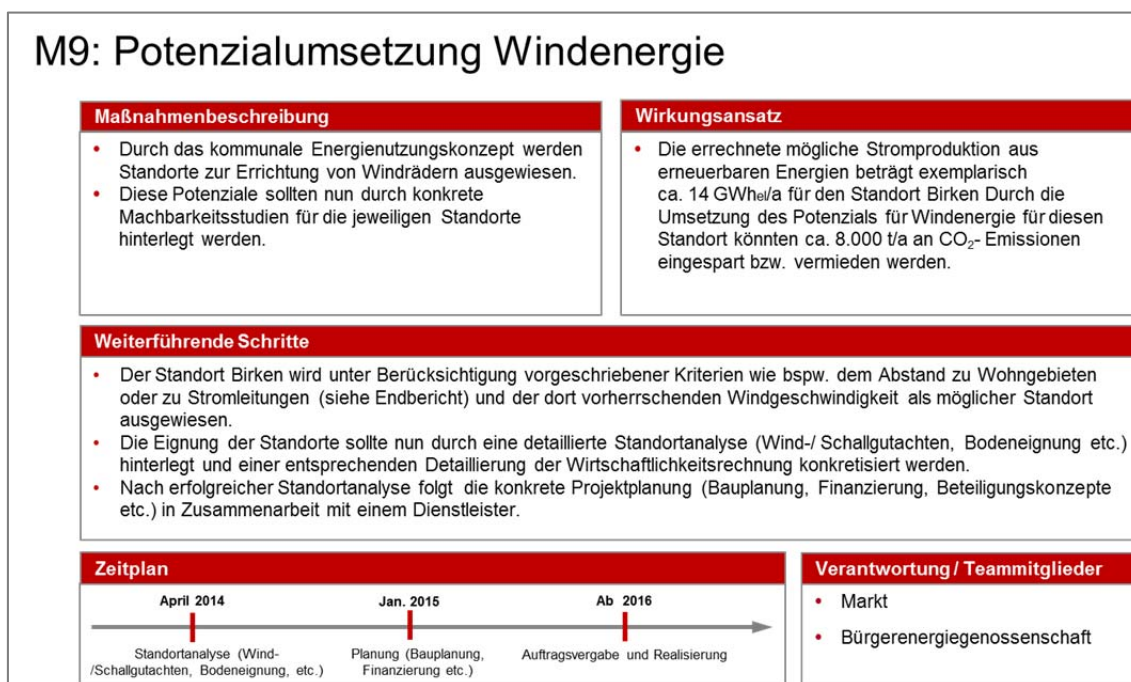 M9: Potenzialumsetzung Windenergie
Maßnahmenbeschreibung
• Durch das kommunale Energienutzungskonzept werden
Standorte zur Errichtung von Windrädern ausgewiesen.
• Diese Potenziale sollten nun durch konkrete
Machbarkeitsstudien für die jeweiligen Standorte
hinterlegt werden.
Wirkungsansatz
• Die errechnete mögliche Stromproduktion aus
erneuerbaren Energien beträgt exemplarisch
ca. 14 GWhel/a für den Standort Birken Durch die
Umsetzung des Potenzials für Windenergie für diesen
Standort könnten ca. 8.000 t/a an CO₂- Emissionen
eingespart bzw. vermieden werden.
Weiterführende Schritte
• Der Standort Birken wird unter Berücksichtigung vorgeschriebener Kriterien wie bspw. dem Abstand zu Wohngebieten
oder zu Stromleitungen (siehe Endbericht) und der dort vorherrschenden Windgeschwindigkeit als möglicher Standort
ausgewiesen.
• Die Eignung der Standorte sollte nun durch eine detaillierte Standortanalyse (Wind-/ Schallgutachten, Bodeneignung etc.)
hinterlegt und einer entsprechenden Detaillierung der Wirtschaftlichkeitsrechnung konkretisiert werden.
• Nach erfolgreicher Standortanalyse folgt die konkrete Projektplanung (Bauplanung, Finanzierung, Beteiligungskonzepte
etc.) in Zusammenarbeit mit einem Dienstleister.
Zeitplan
April 2014
Jan. 2015
Ab 2016
Standortanalyse (Wind-
/Schallgutachten, Bodeneignung, etc.)
Planung (Bauplanung,
Finanzierung etc.)
Auftragsvergabe und Realisierung
Verantwortung / Teammitglieder
• Markt
• Bürgerenergiegenossenschaft